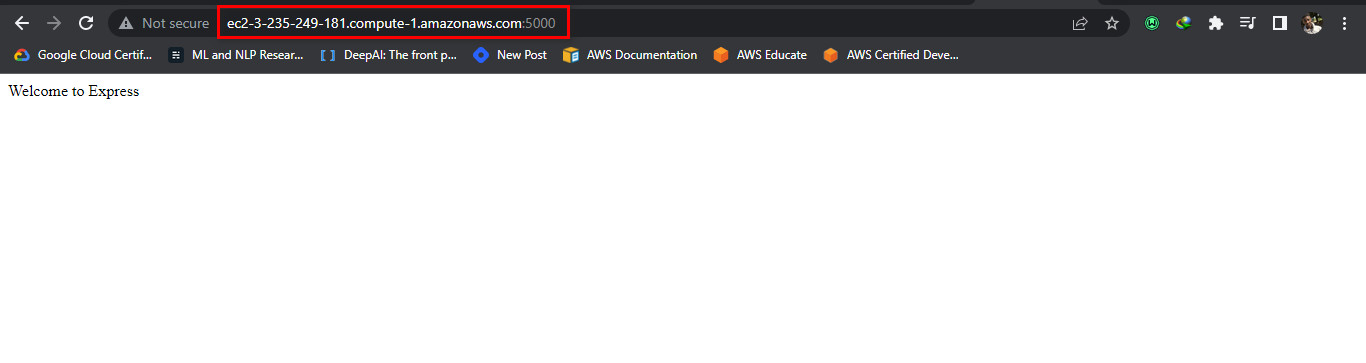 Not secure ec2-3-235-249-181.compute-1.amazonaws.com:5000
Google Cloud Certif... ML and NLP Resear... DeepAI: The front p... New Post AWS Documentation AWS Educate AWS Certified Deve...
Welcome to Express